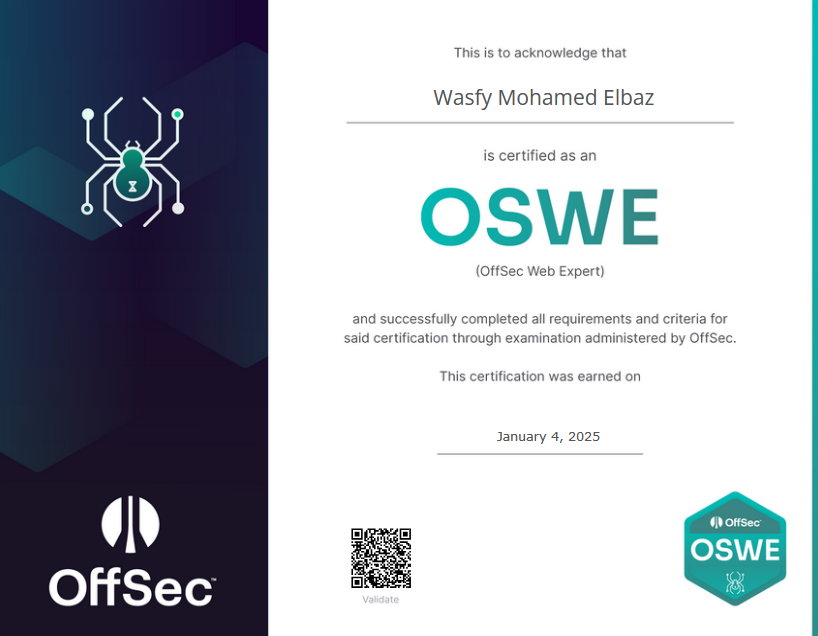 This is to acknowledge that
Wasfy Mohamed Elbaz
is certified as an
OSWE
(OffSec Web Expert)
and successfully completed all requirements and criteria for
said certification through examination administered by OffSec.
This certification was earned on
January 4, 2025
OffSec™
Validate
OffSec
OSWE